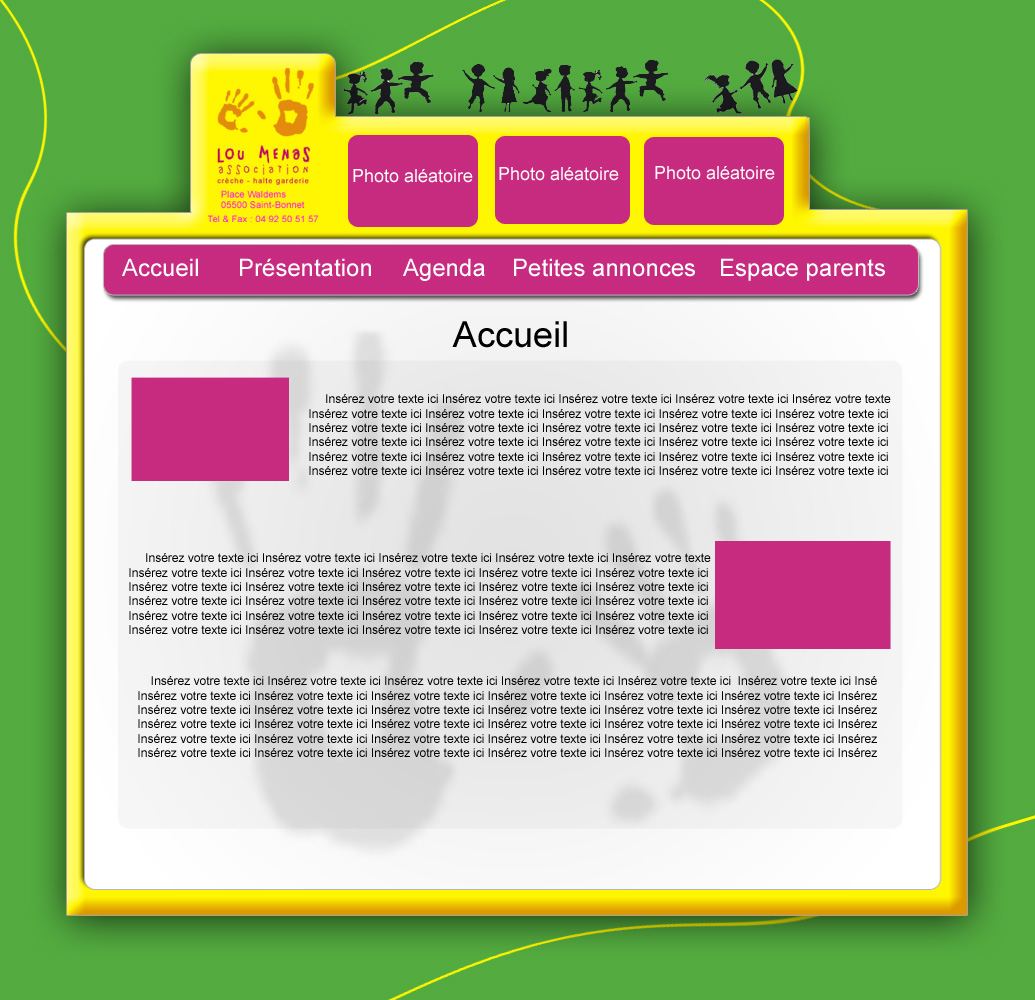 LOU MENAS
association
crèche - halte garderie
Place Waldems
05500 Saint-Bonnet
Tel & Fax : 04 92 50 51 57
Photo aléatoire
Photo aléatoire
Photo aléatoire
Accueil Présentation Agenda Petites annonces Espace parents
Accueil
Insérez votre texte ici Insérez votre texte ici Insérez votre texte ici Insérez votre texte ici Insérez votre texte
Insérez votre texte ici Insérez votre texte ici Insérez votre texte ici Insérez votre texte ici Insérez votre texte ici
Insérez votre texte ici Insérez votre texte ici Insérez votre texte ici Insérez votre texte ici Insérez votre texte ici
Insérez votre texte ici Insérez votre texte ici Insérez votre texte ici Insérez votre texte ici Insérez votre texte ici
Insérez votre texte ici Insérez votre texte ici Insérez votre texte ici Insérez votre texte ici Insérez votre texte ici
Insérez votre texte ici Insérez votre texte ici Insérez votre texte ici Insérez votre texte ici Insérez votre texte ici
Insérez votre texte ici Insérez votre texte ici Insérez votre texte ici Insérez votre texte ici Insérez votre texte
Insérez votre texte ici Insérez votre texte ici Insérez votre texte ici Insérez votre texte ici Insérez votre texte ici
Insérez votre texte ici Insérez votre texte ici Insérez votre texte ici Insérez votre texte ici Insérez votre texte ici
Insérez votre texte ici Insérez votre texte ici Insérez votre texte ici Insérez votre texte ici Insérez votre texte ici
Insérez votre texte ici Insérez votre texte ici Insérez votre texte ici Insérez votre texte ici Insérez votre texte ici
Insérez votre texte ici Insérez votre texte ici Insérez votre texte ici Insérez votre texte ici Insérez votre texte ici
Insérez votre texte ici Insérez votre texte ici Insérez votre texte ici Insérez votre texte ici Insérez votre texte ici Insérez votre texte ici Insé
Insérez votre texte ici Insérez votre texte ici Insérez votre texte ici Insérez votre texte ici Insérez votre texte ici Insérez votre texte ici Insérez
Insérez votre texte ici Insérez votre texte ici Insérez votre texte ici Insérez votre texte ici Insérez votre texte ici Insérez votre texte ici Insérez
Insérez votre texte ici Insérez votre texte ici Insérez votre texte ici Insérez votre texte ici Insérez votre texte ici Insérez votre texte ici Insérez
Insérez votre texte ici Insérez votre texte ici Insérez votre texte ici Insérez votre texte ici Insérez votre texte ici Insérez votre texte ici Insérez
Insérez votre texte ici Insérez votre texte ici Insérez votre texte ici Insérez votre texte ici Insérez votre texte ici Insérez votre texte ici Insérez